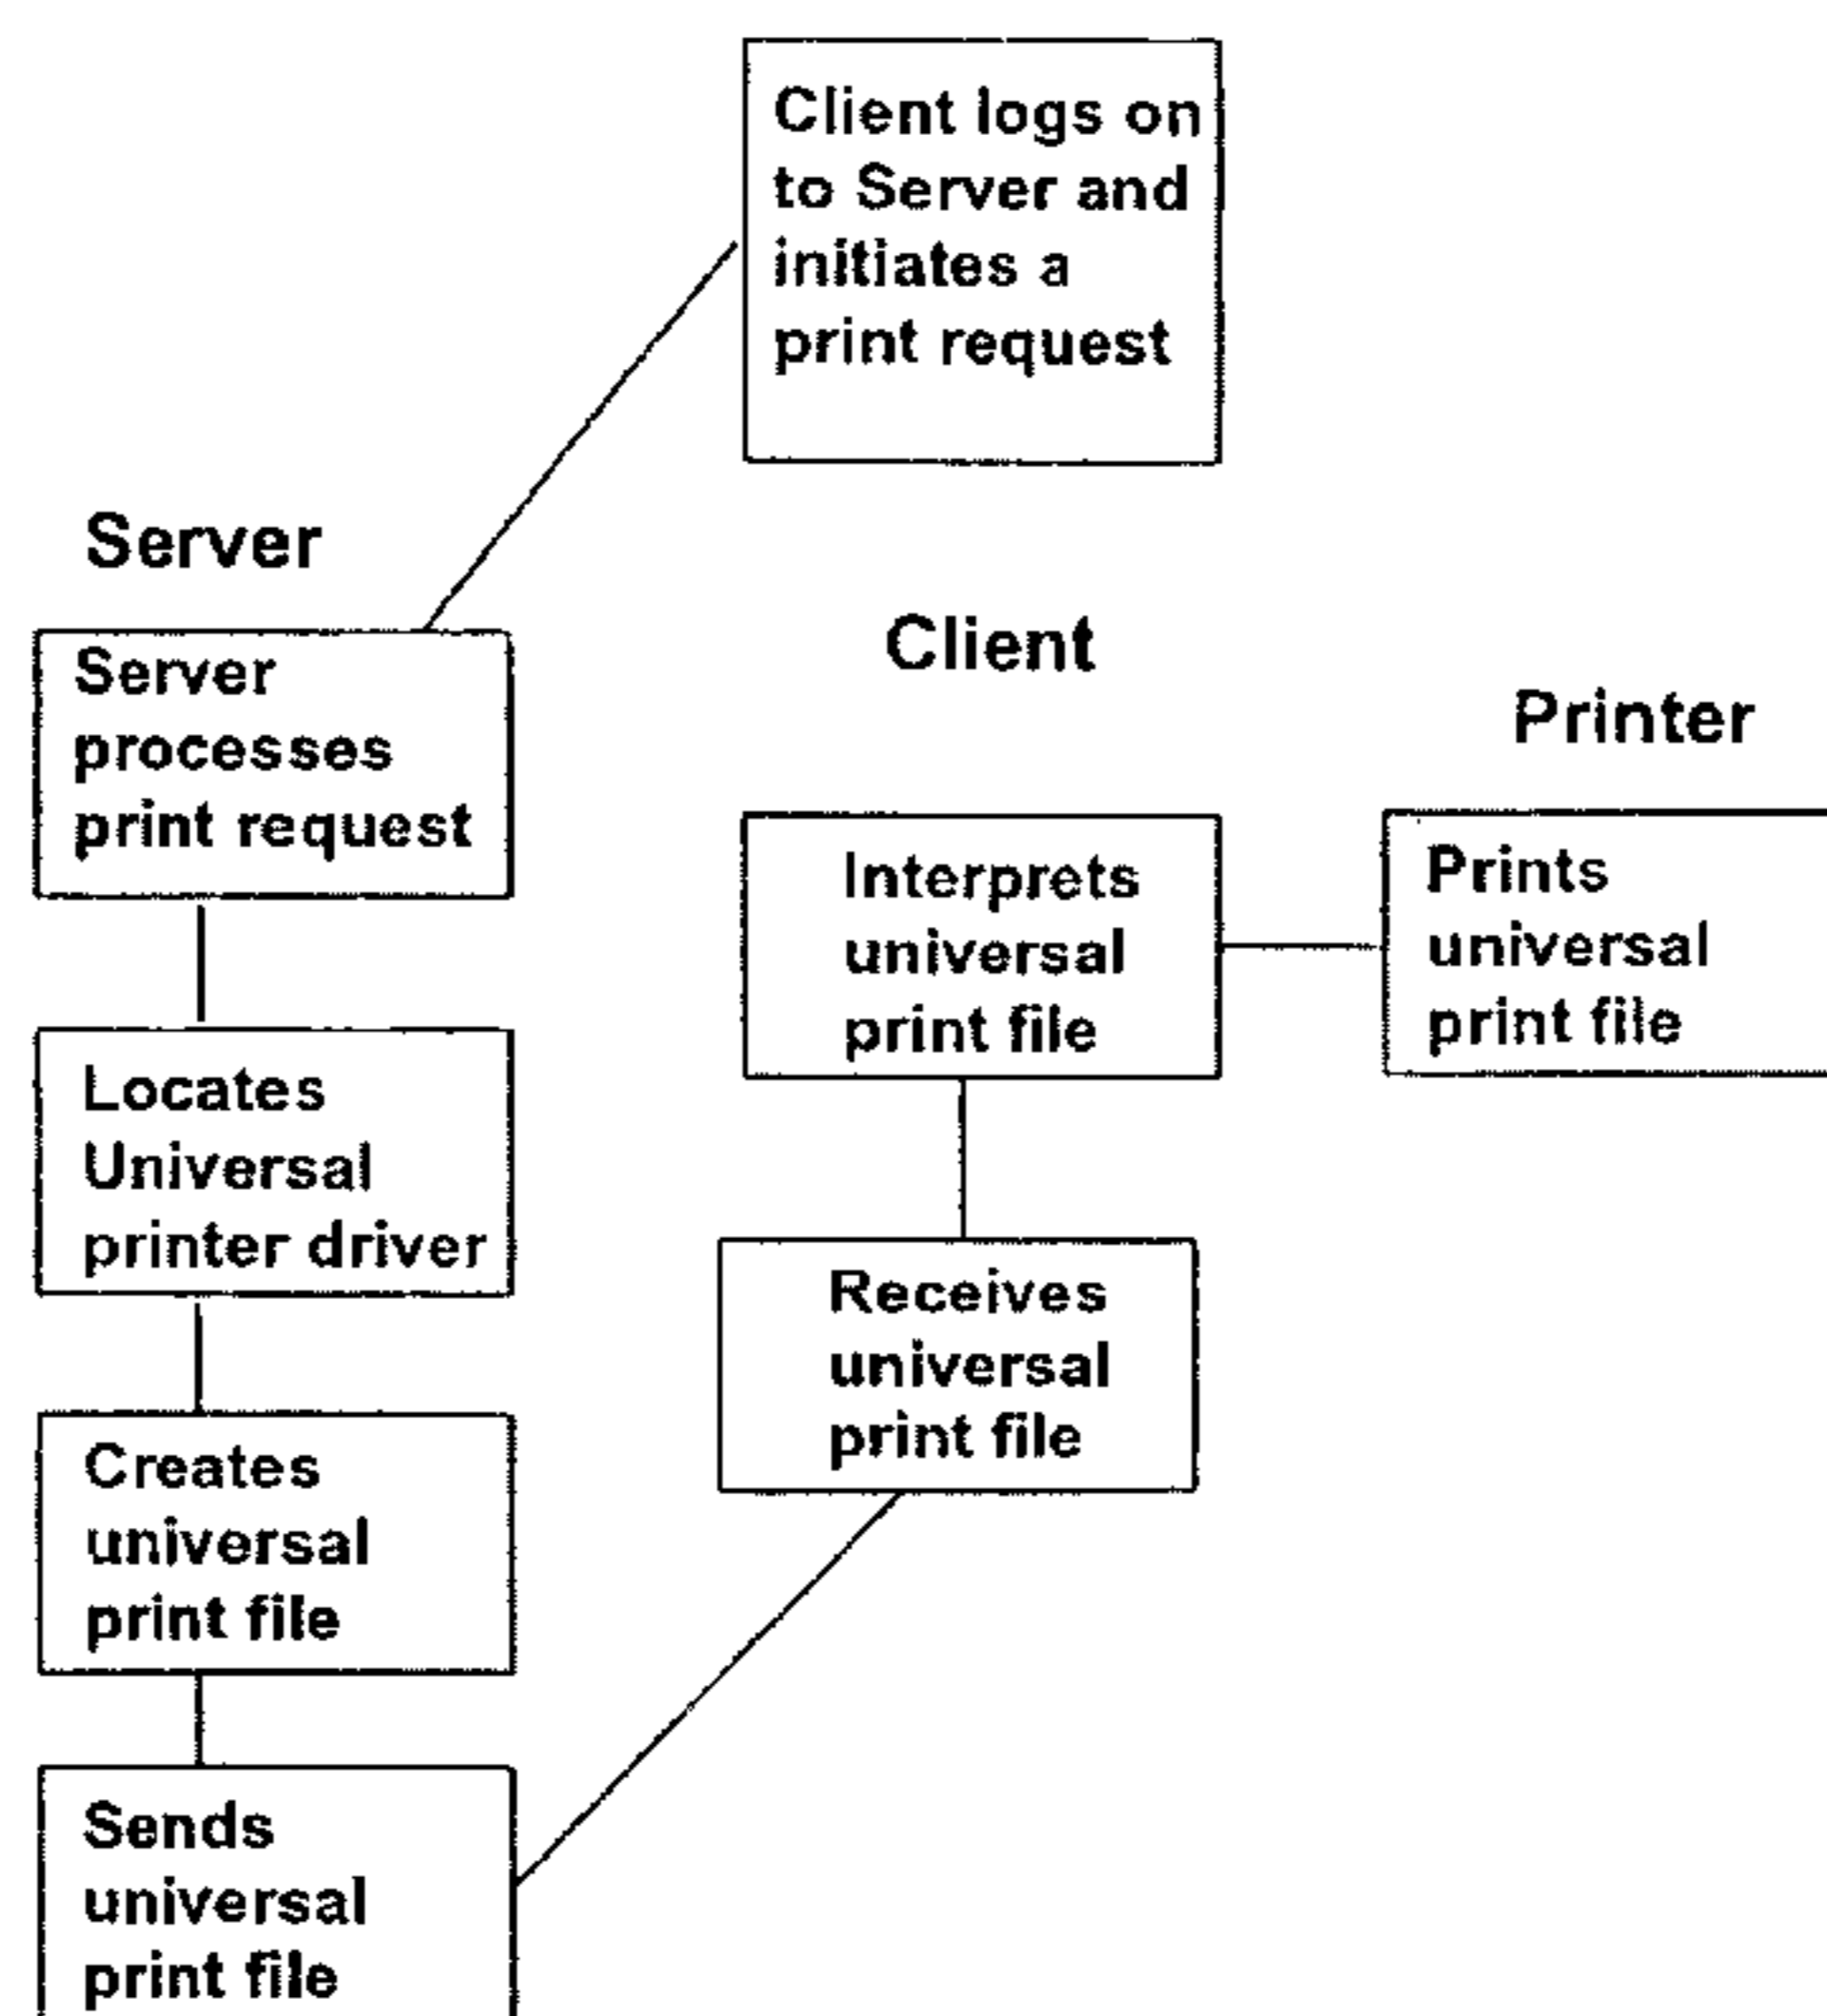 Client logs on
to Server and
initiates a
print request
Server
Server
processes
print request
Locates
Universal
printer driver
Creates
universal
print file
Sends
universal
print file
Client
Interprets
universal
print file
Receives
universal
print file
Printer
Prints
universal
print file